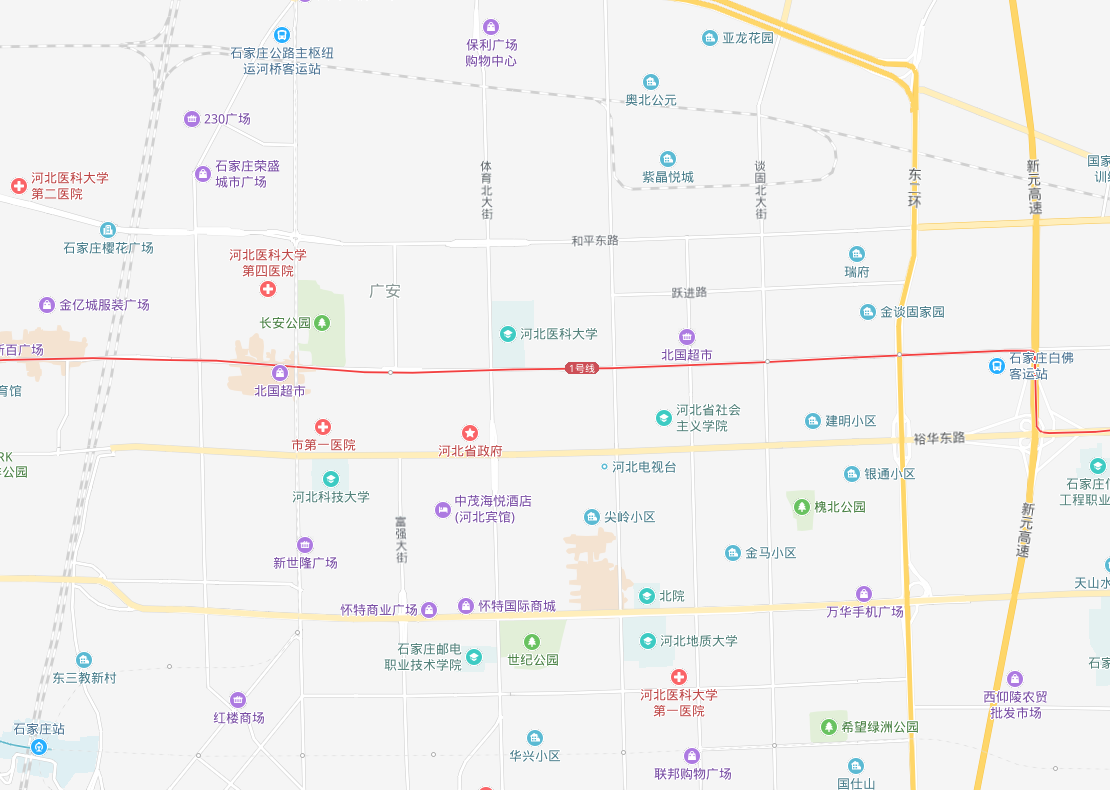 石家庄公路主枢纽
运河桥客运站
保利广场
购物中心
亚龙花园
奥北公元
230广场
石家庄荣盛
城市广场
河北医科大学
第二医院
体育北大街
紫晶悦城
谈固北大街
东二环
新元高速
国家
训练
石家庄樱花广场
河北医科大学
第四医院
和平东路
瑞府
广安
跃进路
金亿城服装广场
长安公园
河北医科大学
金谈固家园
新百广场
北国超市
1号线
石家庄白佛
客运站
育馆
北国超市
河北省社会
主义学院
建明小区
市第一医院
河北省政府
裕华东路
RK
公园
河北电视台
银通小区
石家庄信
工程职业
河北科技大学
中茂海悦酒店
(河北宾馆)
槐北公园
尖岭小区
富强大街
新元高速
新世隆广场
金马小区
天山水
怀特商业广场
怀特国际商城
北院
万华手机广场
石家庄邮电
职业技术学院
世纪公园
河北地质大学
东三教新村
石家
河北医科大学
第一医院
西仰陵农贸
批发市场
红楼商场
石家庄站
希望绿洲公园
华兴小区
联邦购物广场
国仕山